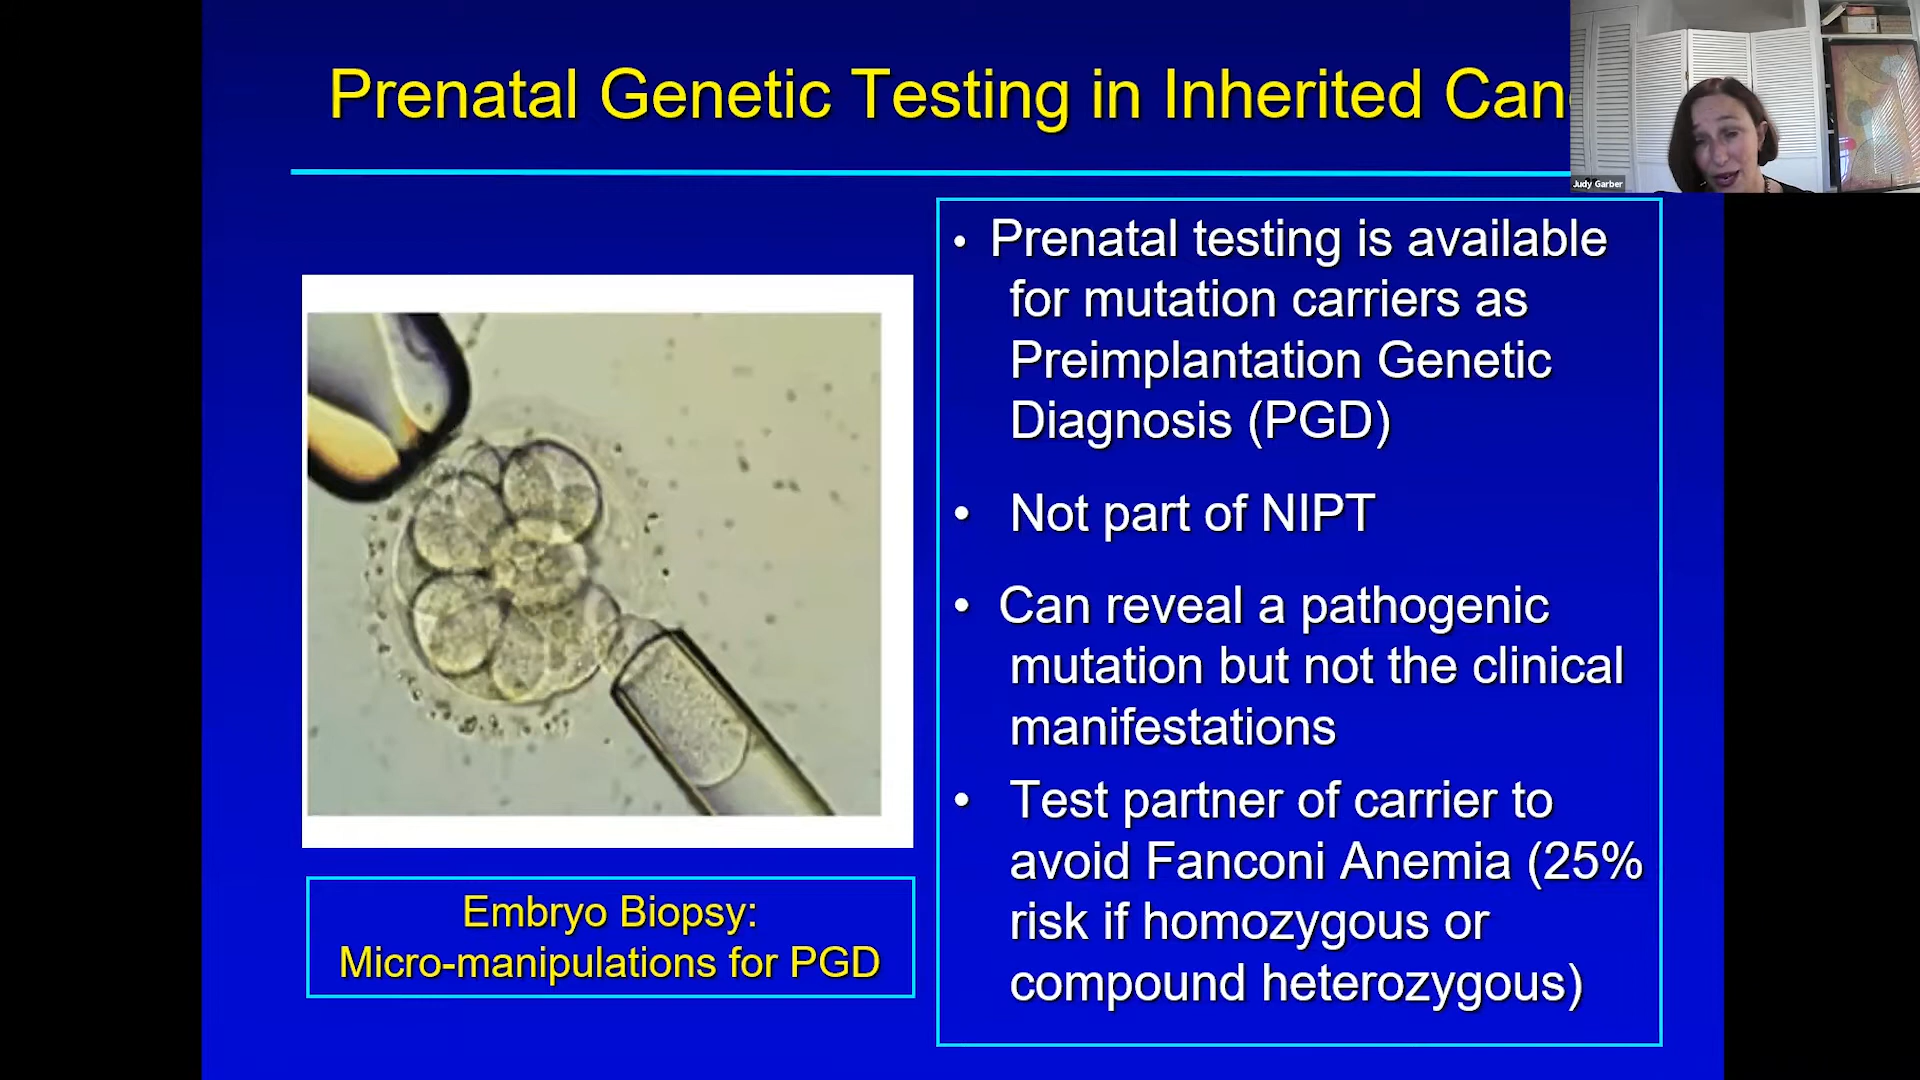 Prenatal Genetic Testing in Inherited Can
Judy Garber
• Prenatal testing is available
for mutation carriers as
Preimplantation Genetic
Diagnosis (PGD)
• Not part of NIPT
• Can reveal a pathogenic
mutation but not the clinical
manifestations
• Test partner of carrier to
avoid Fanconi Anemia (25%
risk if homozygous or
compound heterozygous)
Embryo Biopsy:
Micro-manipulations for PGD